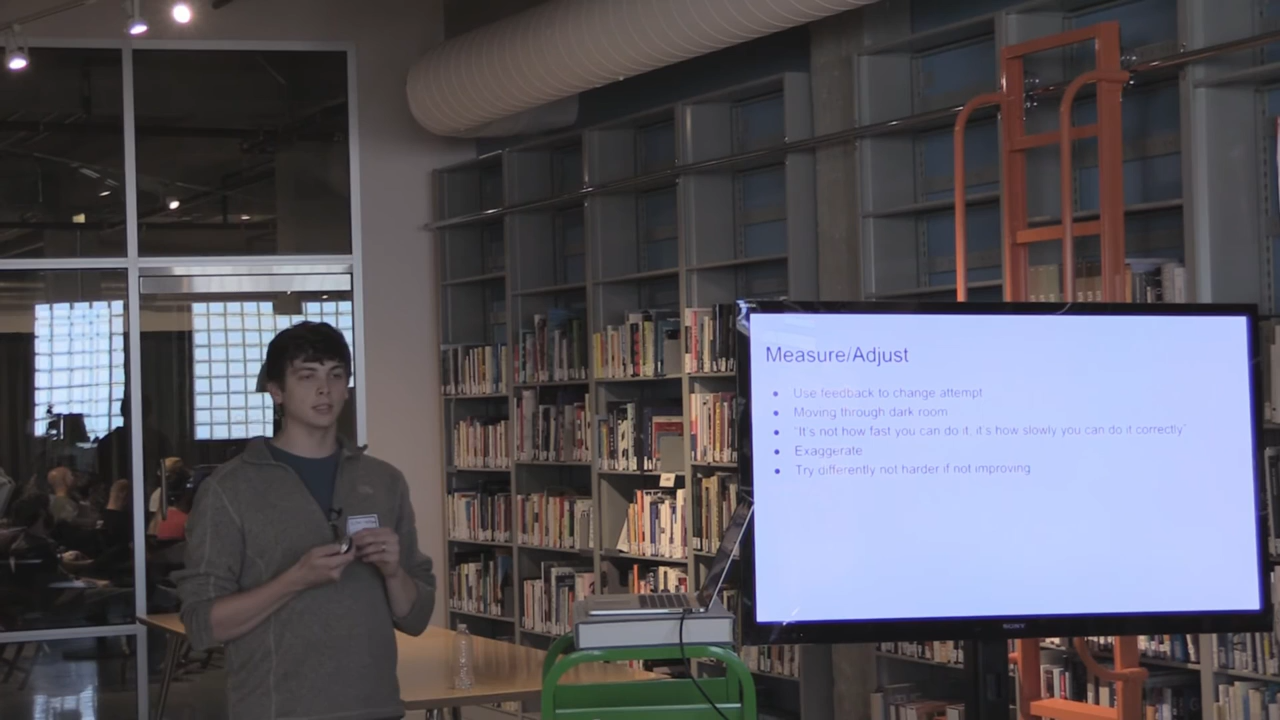 Measure/Adjust
● Use feedback to change attempt
● Moving through dark room
● "It's not how fast you can do it, it's how slowly you can do it correctly"
● Exaggerate
● Try differently not harder if not improving
SONY